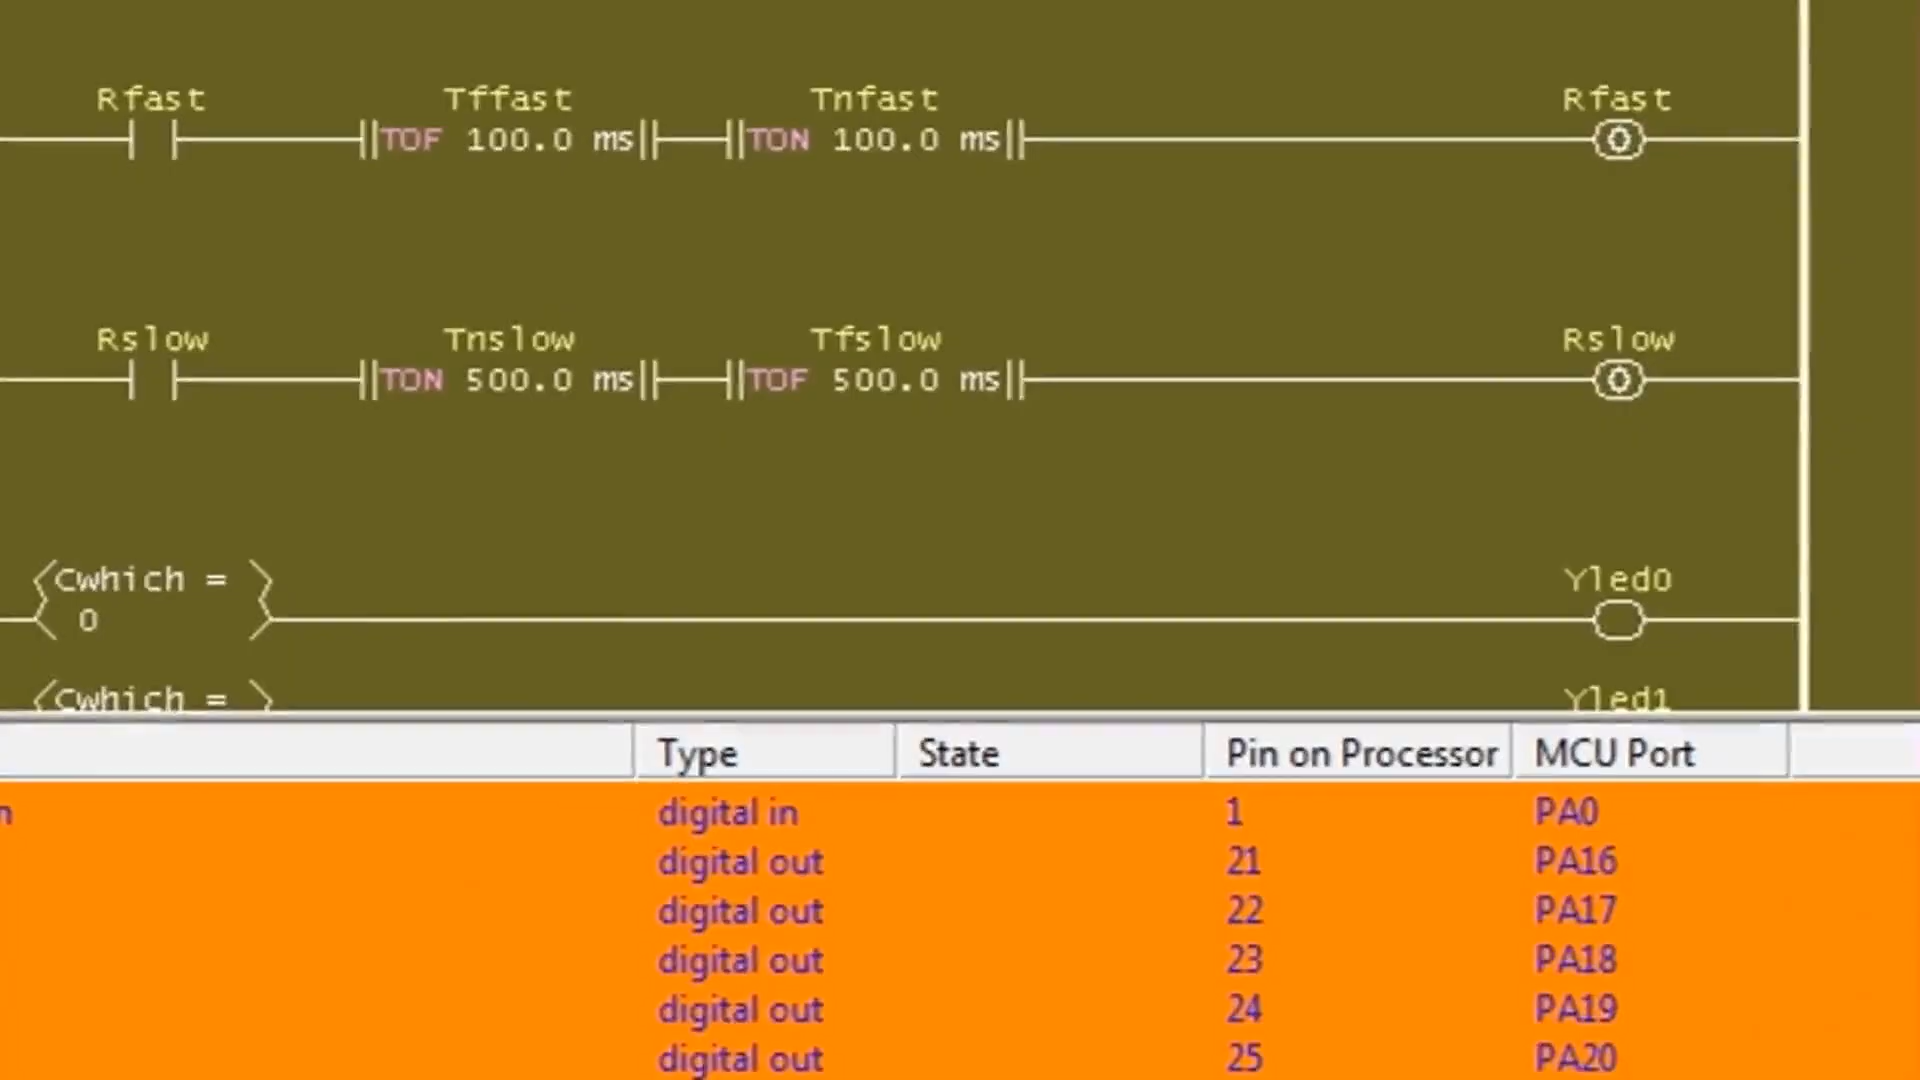 Rfast Tffast Tnfast Rfast
TOF 100.0 ms TON 100.0 ms O
Rslow Tnslow Tfslow Rslow
TON 500.0 ms TOF 500.0 ms O
Cwhich = Yled0
0
Cwhich = Yled1
Type State Pin on Processor MCU Port
n digital in 1 PA0
digital out 21 PA16
digital out 22 PA17
digital out 23 PA18
digital out 24 PA19
digital out 25 PA20